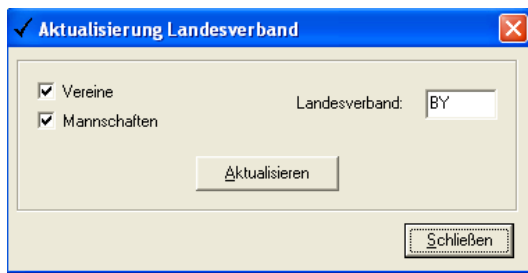 Aktualisierung Landesverband
Vereine
Mannschaften
Landesverband: BY
Aktualisieren
Schließen